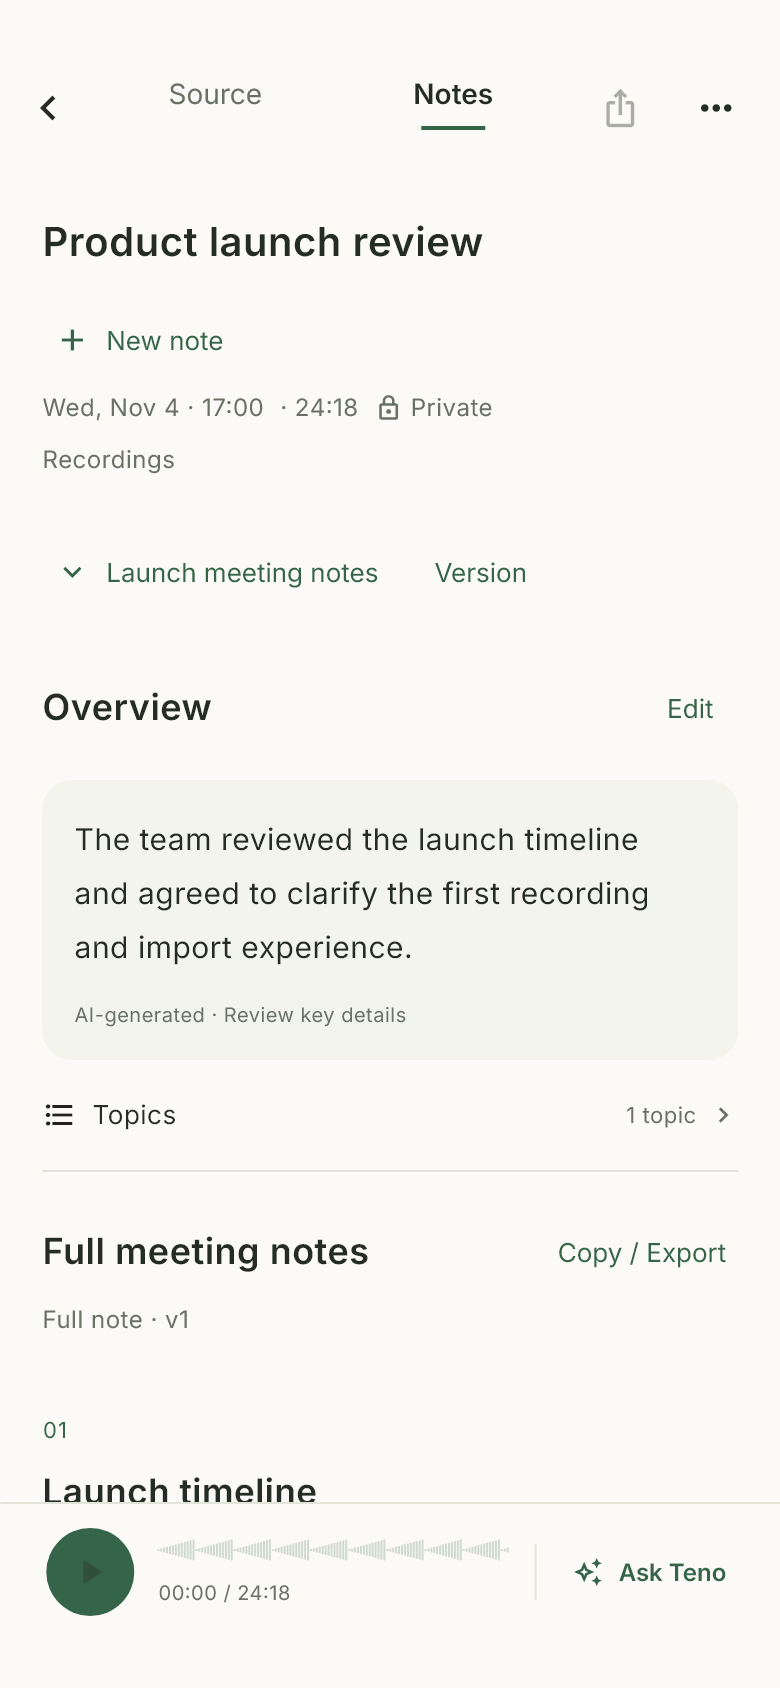 Source
Notes
Product launch review
New note
Wed, Nov 4 · 17:00 · 24:18 Private
Recordings
Launch meeting notes
Version
Overview
Edit
The team reviewed the launch timeline
and agreed to clarify the first recording
and import experience.
AI-generated · Review key details
Topics
1 topic
Full meeting notes
Copy / Export
Full note · v1
01
Launch timeline
00:00 / 24:18
Ask Teno